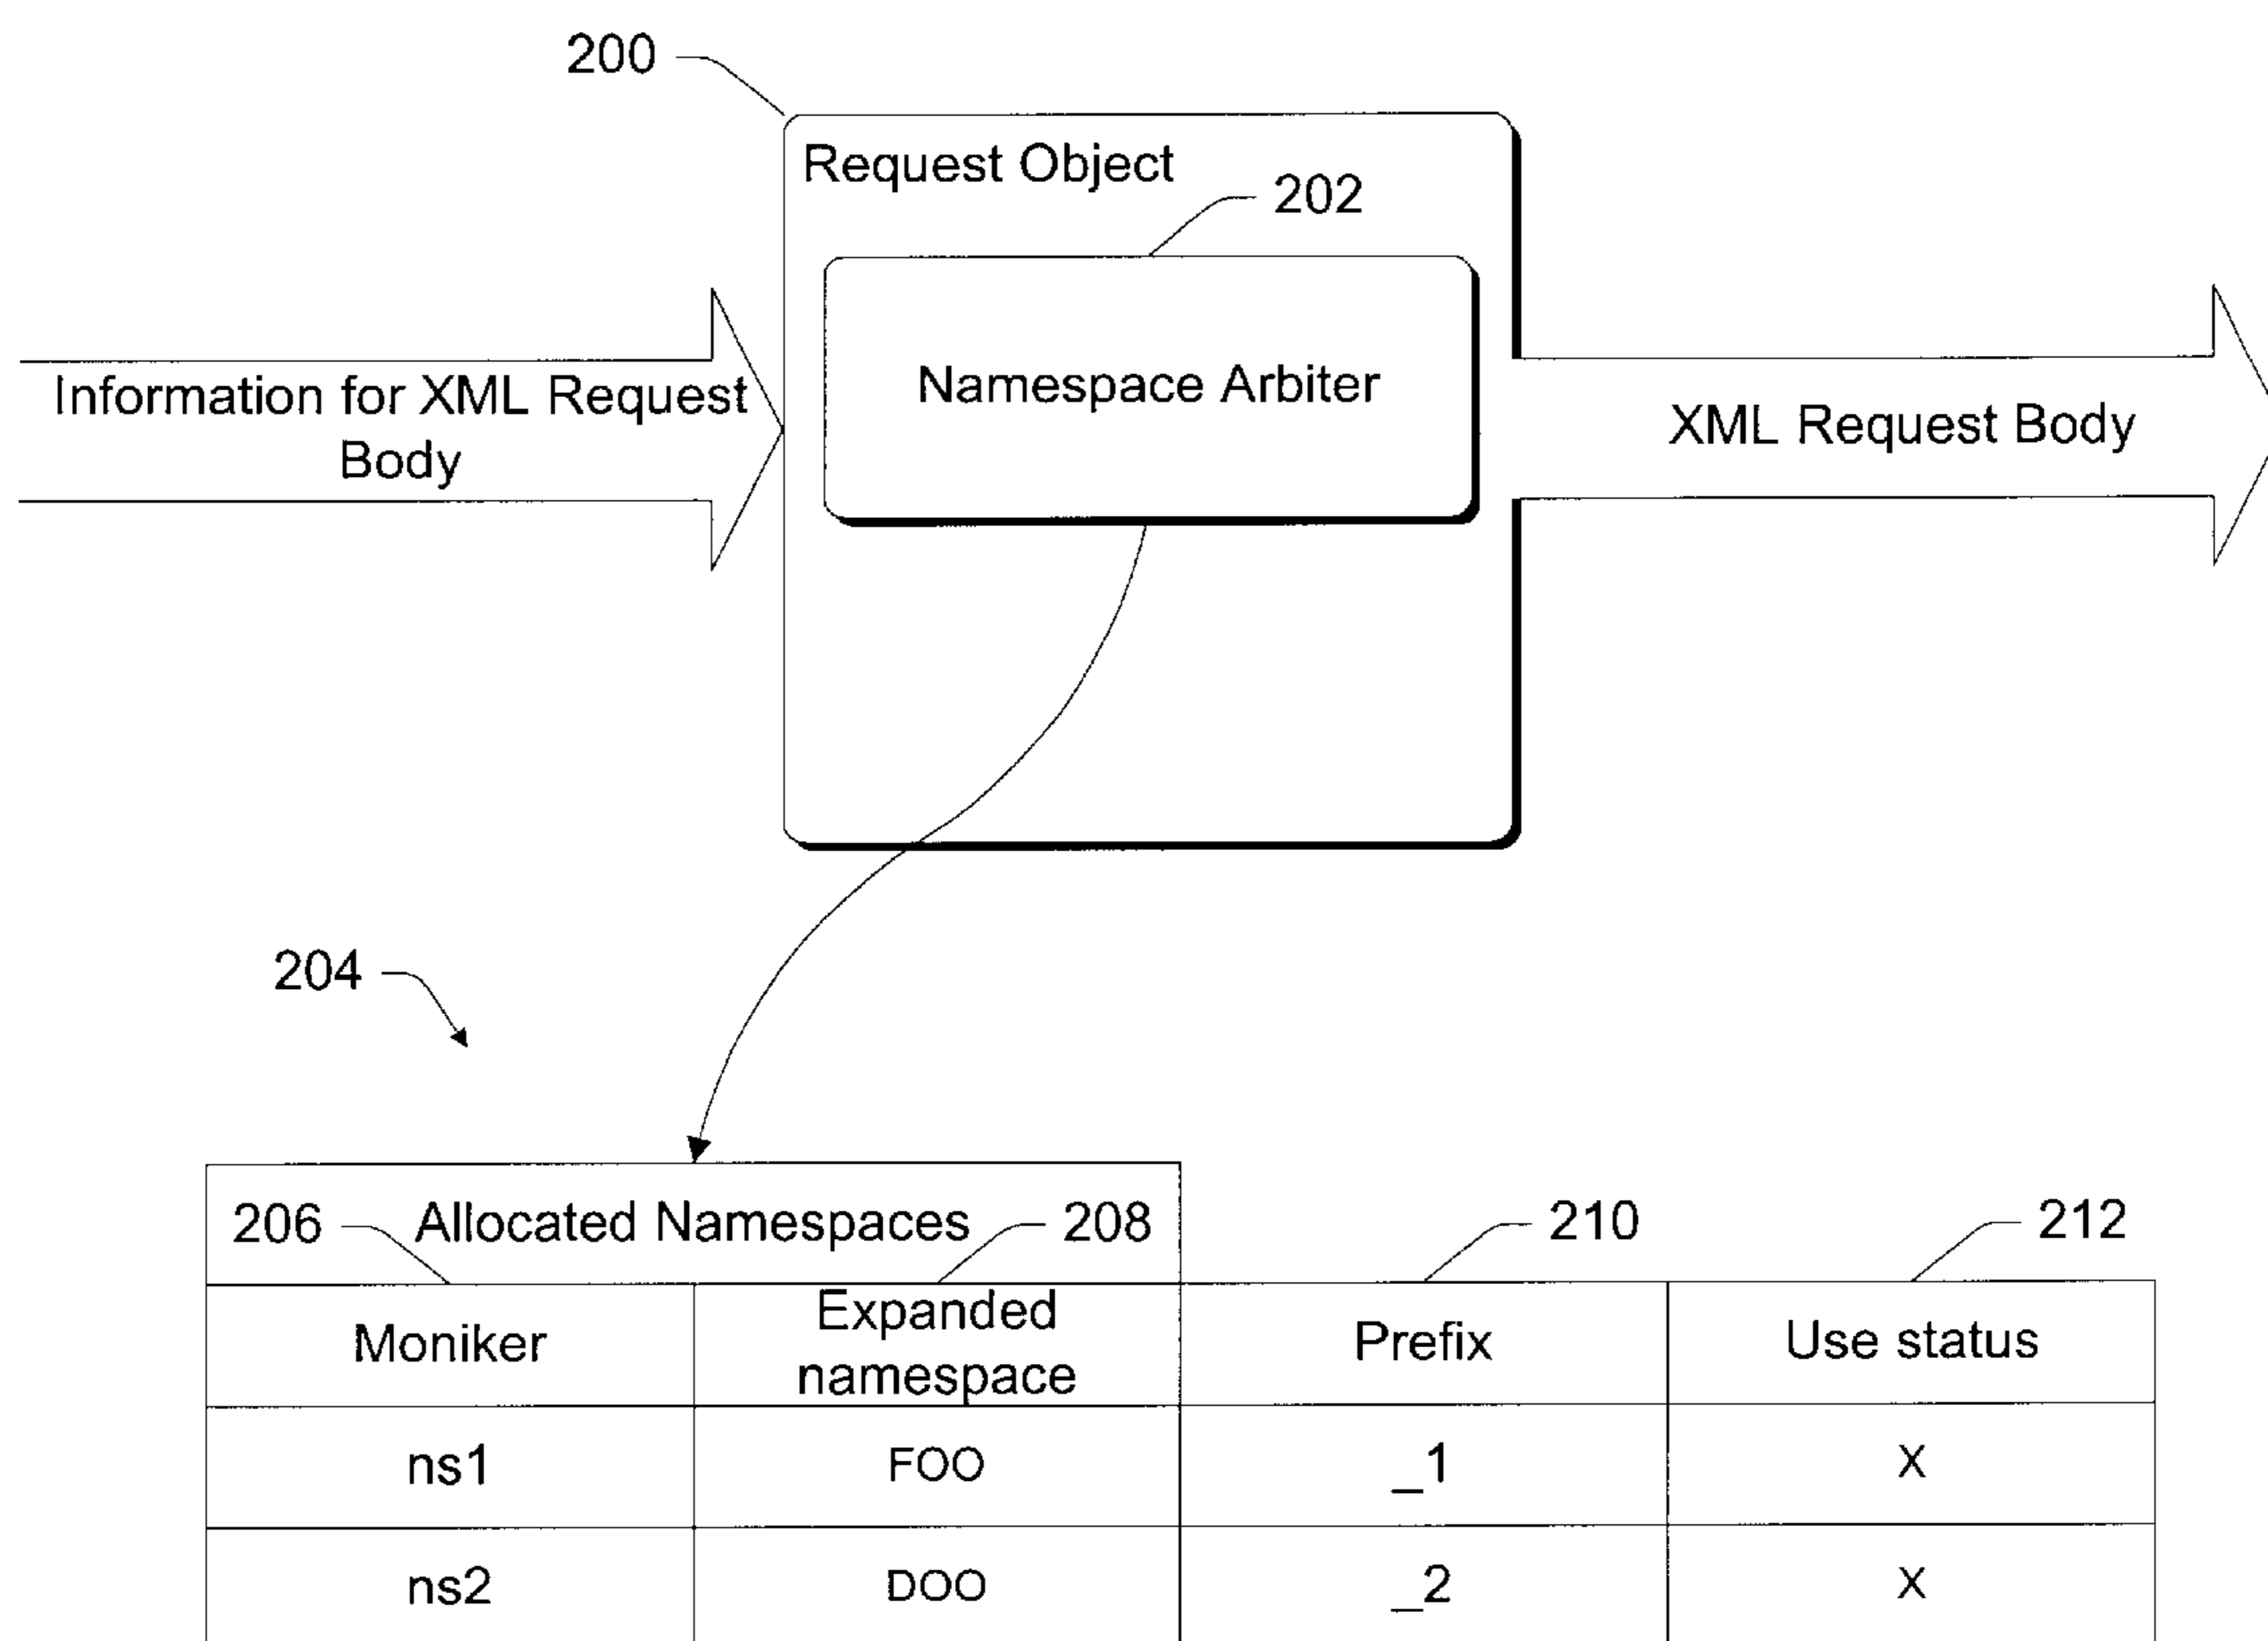 200
Request Object
202
Information for XML Request
Body
Namespace Arbiter
XML Request Body
204
206 Allocated Namespaces 208 210 212
Moniker Expanded namespace Prefix Use status
ns1 FOO _1 X
ns2 DOO _2 X